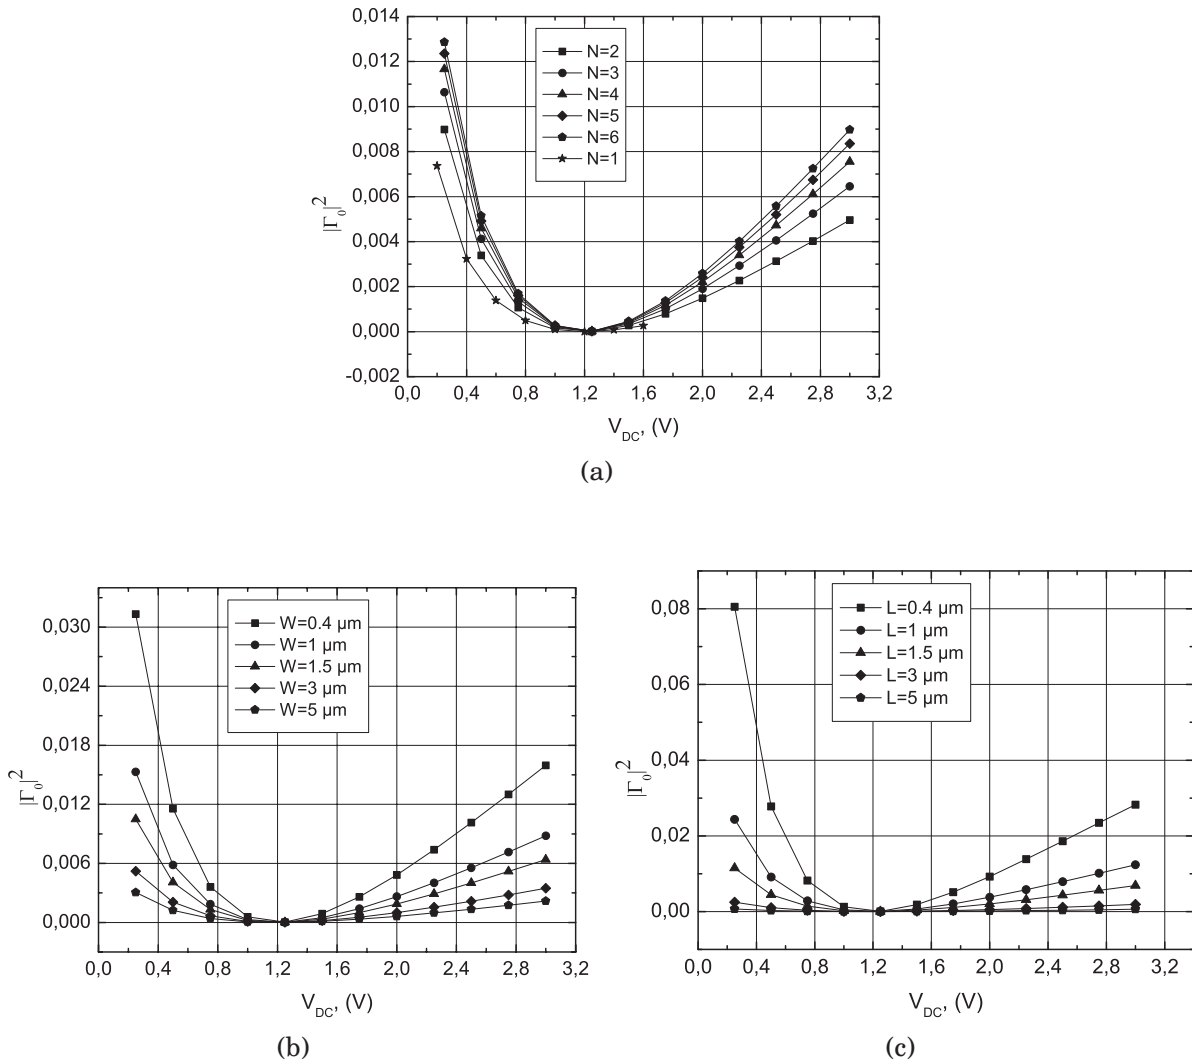 0,014
0,012
0,010
0,008
0,006
0,004
0,002
0,000
-0,002
|Γ₀|²
N=2
N=3
N=4
N=5
N=6
N=1
0,0 0,4 0,8 1,2 1,6 2,0 2,4 2,8 3,2
V_DC, (V)
(a)
0,030
0,024
0,018
0,012
0,006
0,000
|Γ₀|²
W=0.4 µm
W=1 µm
W=1.5 µm
W=3 µm
W=5 µm
0,0 0,4 0,8 1,2 1,6 2,0 2,4 2,8 3,2
V_DC, (V)
(b)
0,08
0,06
0,04
0,02
0,00
|Γ₀|²
L=0.4 µm
L=1 µm
L=1.5 µm
L=3 µm
L=5 µm
0,0 0,4 0,8 1,2 1,6 2,0 2,4 2,8 3,2
V_DC, (V)
(c)